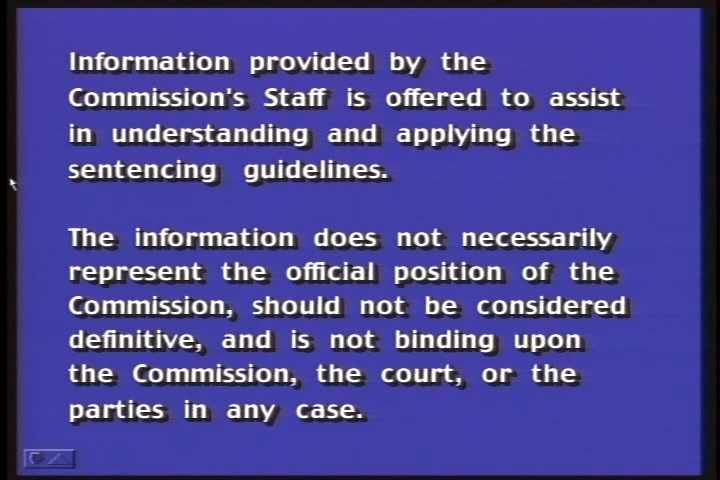 Information provided by the
Commission's Staff is offered to assist
in understanding and applying the
sentencing guidelines.
The information does not necessarily
represent the official position of the
Commission, should not be considered
definitive, and is not binding upon
the Commission, the court, or the
parties in any case.